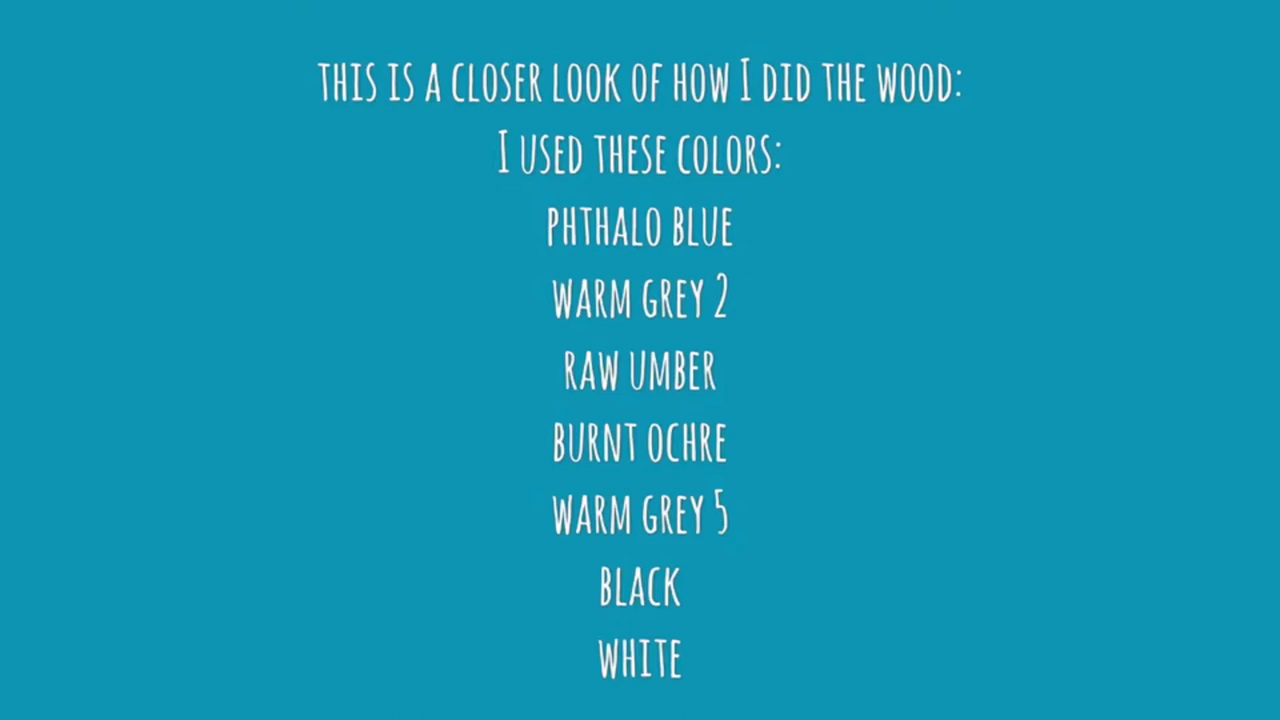 THIS IS A CLOSER LOOK OF HOW I DID THE WOOD:
I USED THESE COLORS:
PHTHALO BLUE
WARM GREY 2
RAW UMBER
BURNT OCHRE
WARM GREY 5
BLACK
WHITE